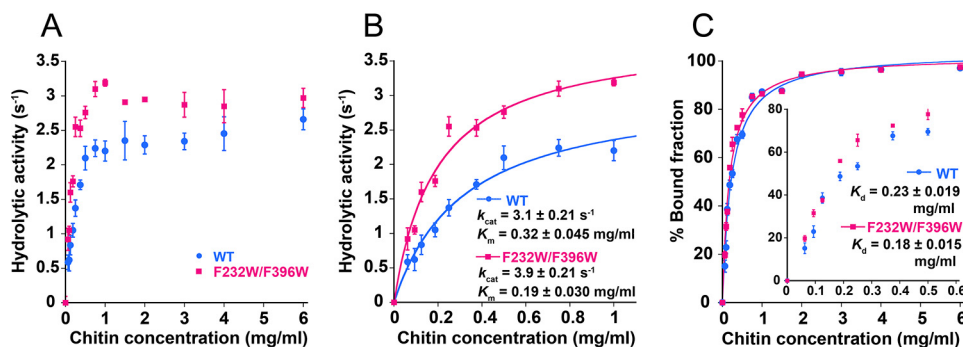 A
Hydrolytic activity (s-1)
3.5
3
2.5
2
1.5
1
0.5
0
WT
F232W/F396W
0 1 2 3 4 5 6
Chitin concentration (mg/ml)
B
Hydrolytic activity (s-1)
3.5
3
2.5
2
1.5
1
0.5
0
WT
kcat = 3.1 ± 0.21 s-1
Km = 0.32 ± 0.045 mg/ml
F232W/F396W
kcat = 3.9 ± 0.21 s-1
Km = 0.19 ± 0.030 mg/ml
0 0.2 0.4 0.6 0.8 1
Chitin concentration (mg/ml)
C
% Bound fraction
100
80
60
40
20
0
80
60
40
20
0
WT
Kd = 0.23 ± 0.019
mg/ml
F232W/F396W
Kd = 0.18 ± 0.015
mg/ml
0 0.1 0.2 0.3 0.4 0.5
0 1 2 3 4 5 6
Chitin concentration (mg/ml)